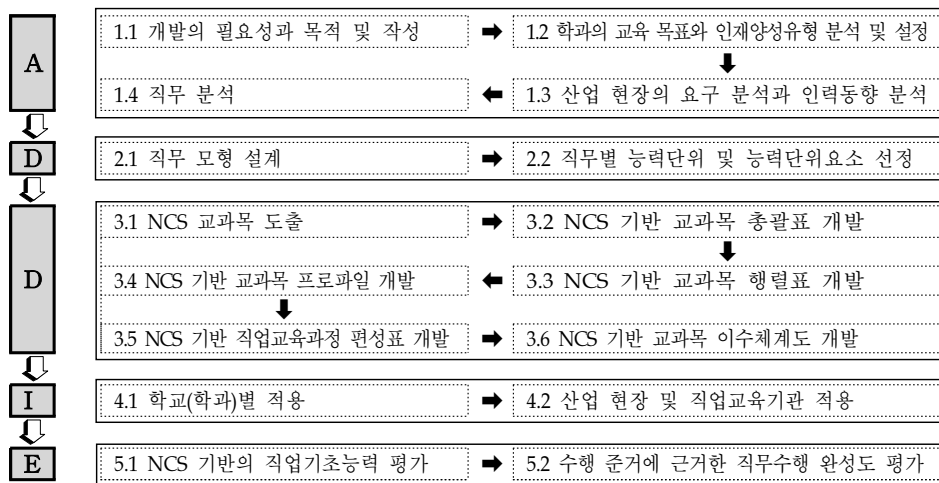 A
1.1 개발의 필요성과 목적 및 작성
1.2 학과의 교육 목표와 인재양성유형 분석 및 설정
1.4 직무 분석
1.3 산업 현장의 요구 분석과 인력동향 분석
D
2.1 직무 모형 설계
2.2 직무별 능력단위 및 능력단위요소 선정
D
3.1 NCS 교과목 도출
3.2 NCS 기반 교과목 총괄표 개발
3.4 NCS 기반 교과목 프로파일 개발
3.3 NCS 기반 교과목 행렬표 개발
3.5 NCS 기반 직업교육과정 편성표 개발
3.6 NCS 기반 교과목 이수체계도 개발
I
4.1 학교(학과)별 적용
4.2 산업 현장 및 직업교육기관 적용
E
5.1 NCS 기반의 직업기초능력 평가
5.2 수행 준거에 근거한 직무수행 완성도 평가